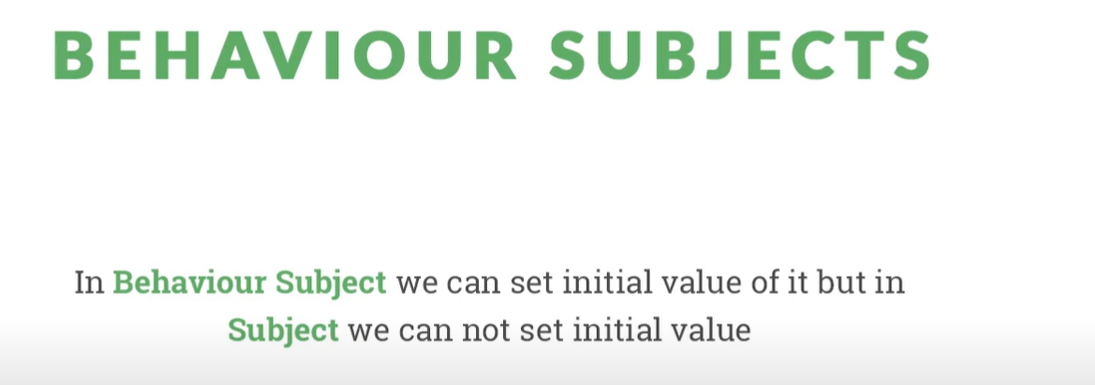 BEHAVIOUR SUBJECTS
In Behaviour Subject we can set initial value of it but in
Subject we can not set initial value